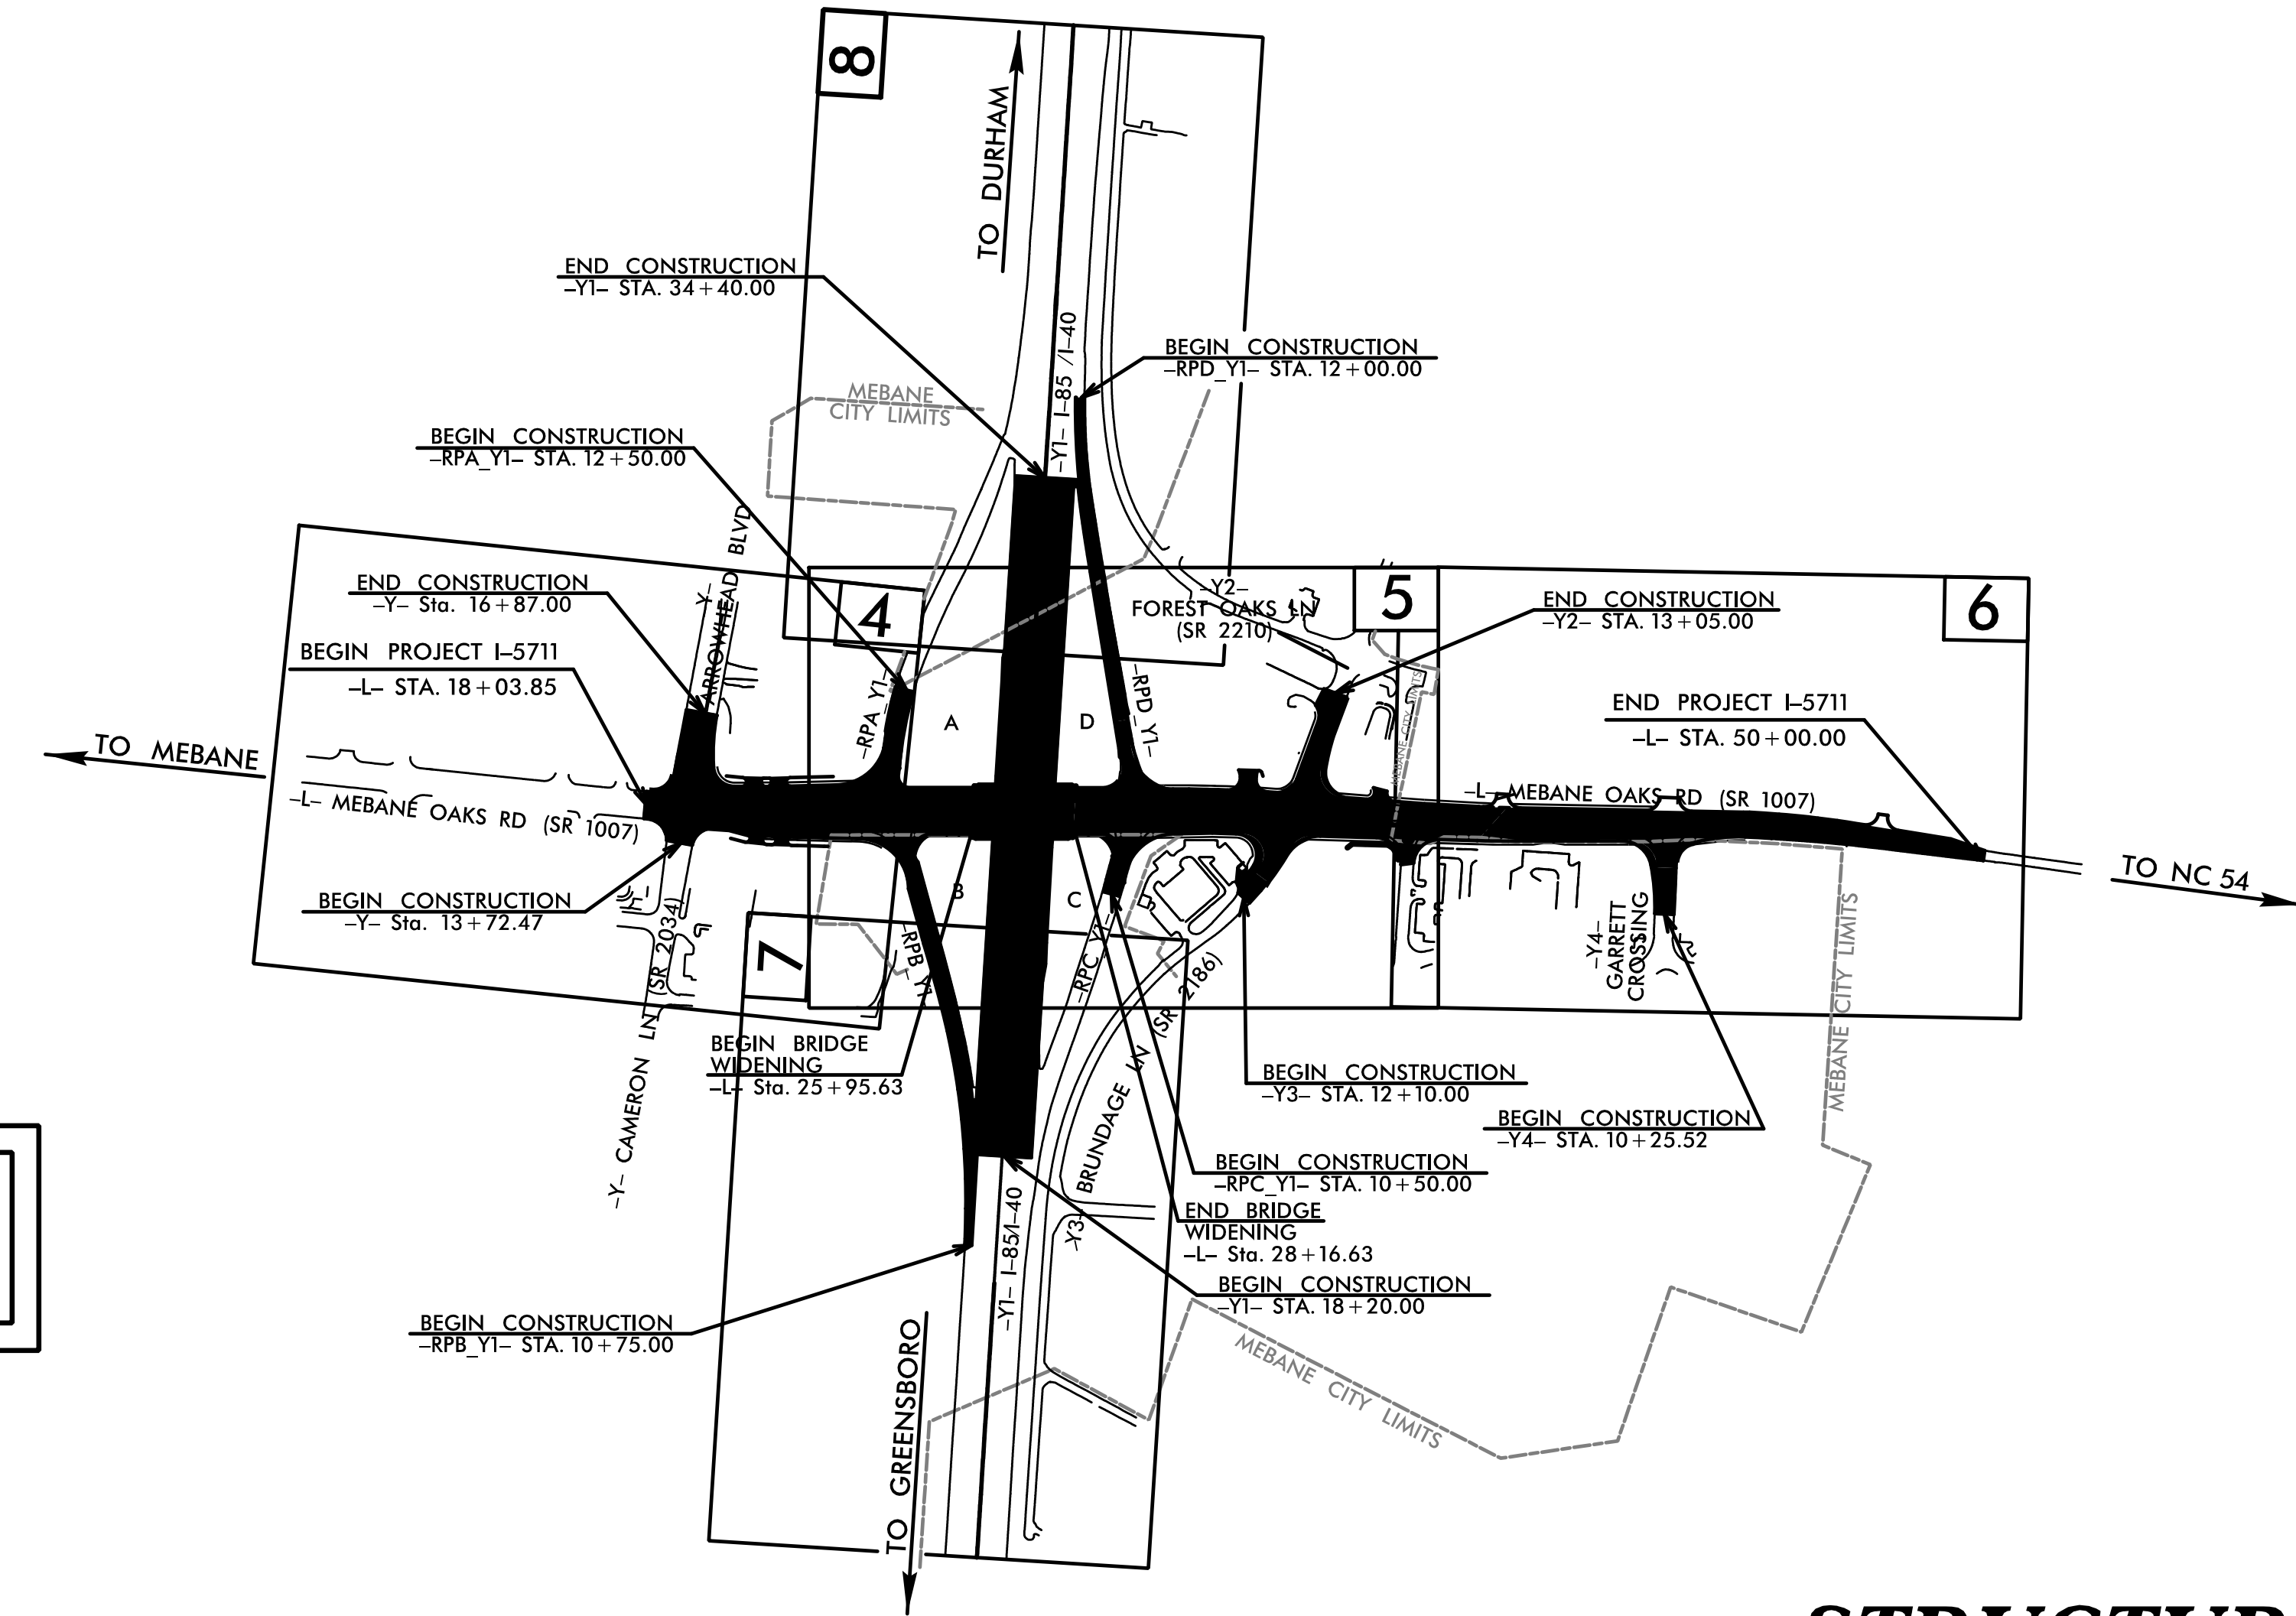 8
TO DURHAM
END CONSTRUCTION
-Y1- STA. 34+40.00
-Y1- I-85 /I-40
BEGIN CONSTRUCTION
-RPD_Y1- STA. 12+00.00
MEBANE
CITY LIMITS
BEGIN CONSTRUCTION
-RPA_Y1- STA. 12+50.00
-Y-
ARROWHEAD BLVD
END CONSTRUCTION
-Y- Sta. 16+87.00
4
-Y2-
FOREST OAKS LN
(SR 2210)
5
END CONSTRUCTION
-Y2- STA. 13+05.00
6
BEGIN PROJECT I-5711
-L- STA. 18+03.85
-RPA_Y1-
A
D
-RPD_Y1-
MEBANE CITY LIMITS
END PROJECT I-5711
-L- STA. 50+00.00
TO MEBANE
-L- MEBANE OAKS RD (SR 1007)
-L- MEBANE OAKS RD (SR 1007)
TO NC 54
BEGIN CONSTRUCTION
-Y- Sta. 13+72.47
B
C
7
-RPB_Y1-
-RPC_Y1-
-Y4-
GARRETT
CROSSING
MEBANE CITY LIMITS
-Y- CAMERON LN (SR 2034)
BEGIN BRIDGE
WIDENING
-L- Sta. 25+95.63
-Y3- BRUNDAGE LN (SR 2186)
BEGIN CONSTRUCTION
-Y3- STA. 12+10.00
BEGIN CONSTRUCTION
-Y4- STA. 10+25.52
BEGIN CONSTRUCTION
-RPC_Y1- STA. 10+50.00
END BRIDGE
WIDENING
-L- Sta. 28+16.63
-Y1- I-85/I-40
BEGIN CONSTRUCTION
-Y1- STA. 18+20.00
BEGIN CONSTRUCTION
-RPB_Y1- STA. 10+75.00
MEBANE CITY LIMITS
TO GREENSBORO